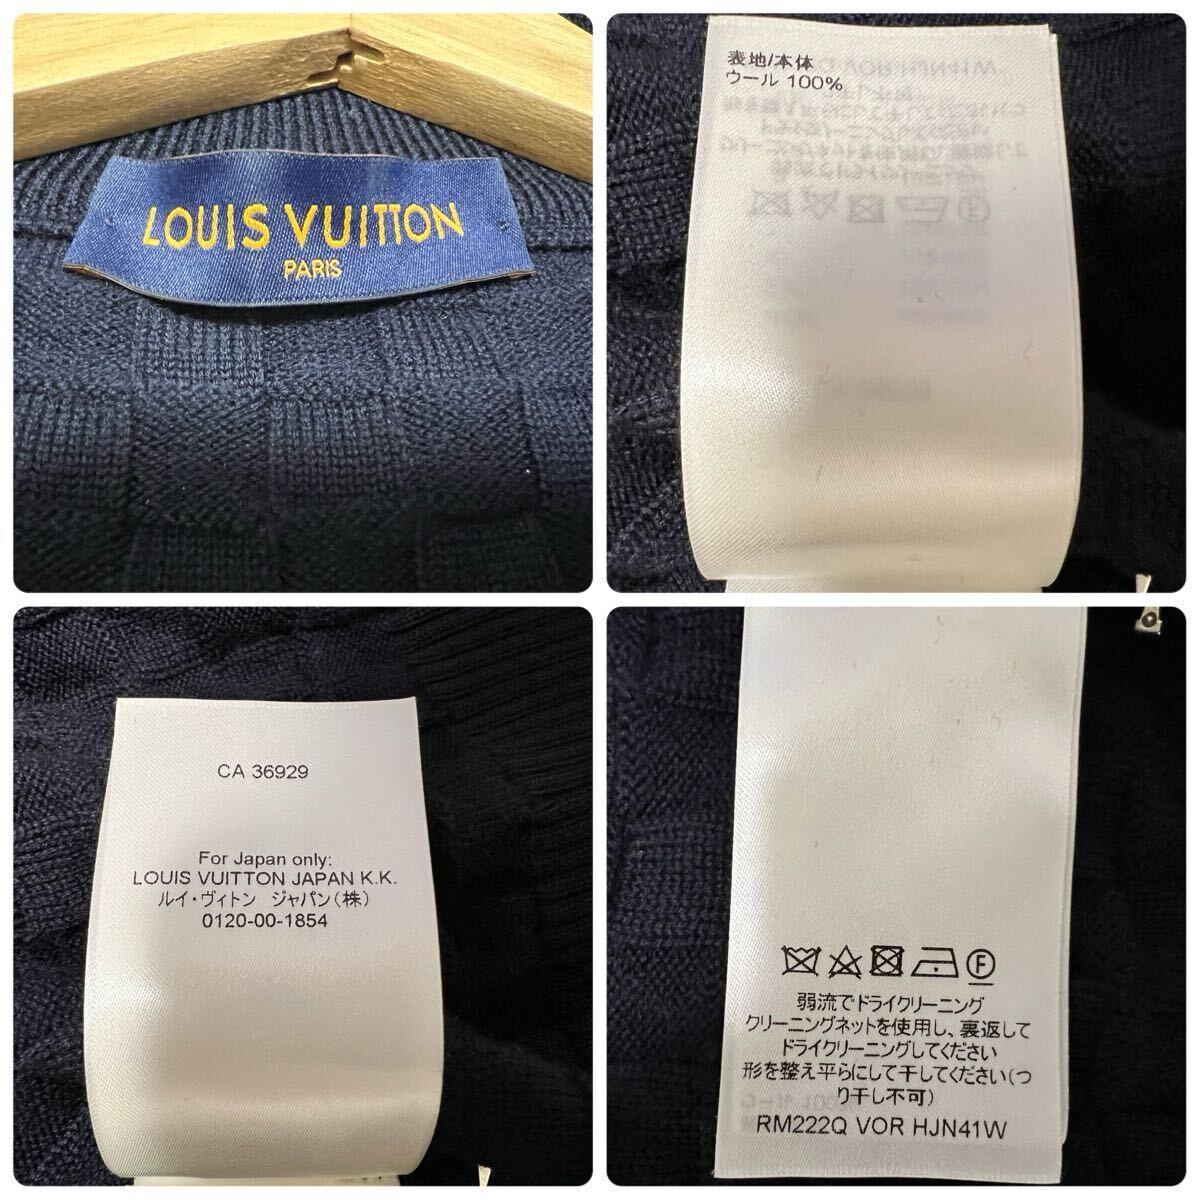 LOUIS VUITTON
PARIS
表地/本体
ウール 100%
CA 36929
For Japan only:
LOUIS VUITTON JAPAN K.K.
ルイ・ヴィトン ジャパン(株)
0120-00-1854
弱流でドライクリーニング
クリーニングネットを使用し、裏返して
ドライクリーニングしてください
形を整え平らにして干してください(つ
り干し不可)
RM222Q VOR HJN41W